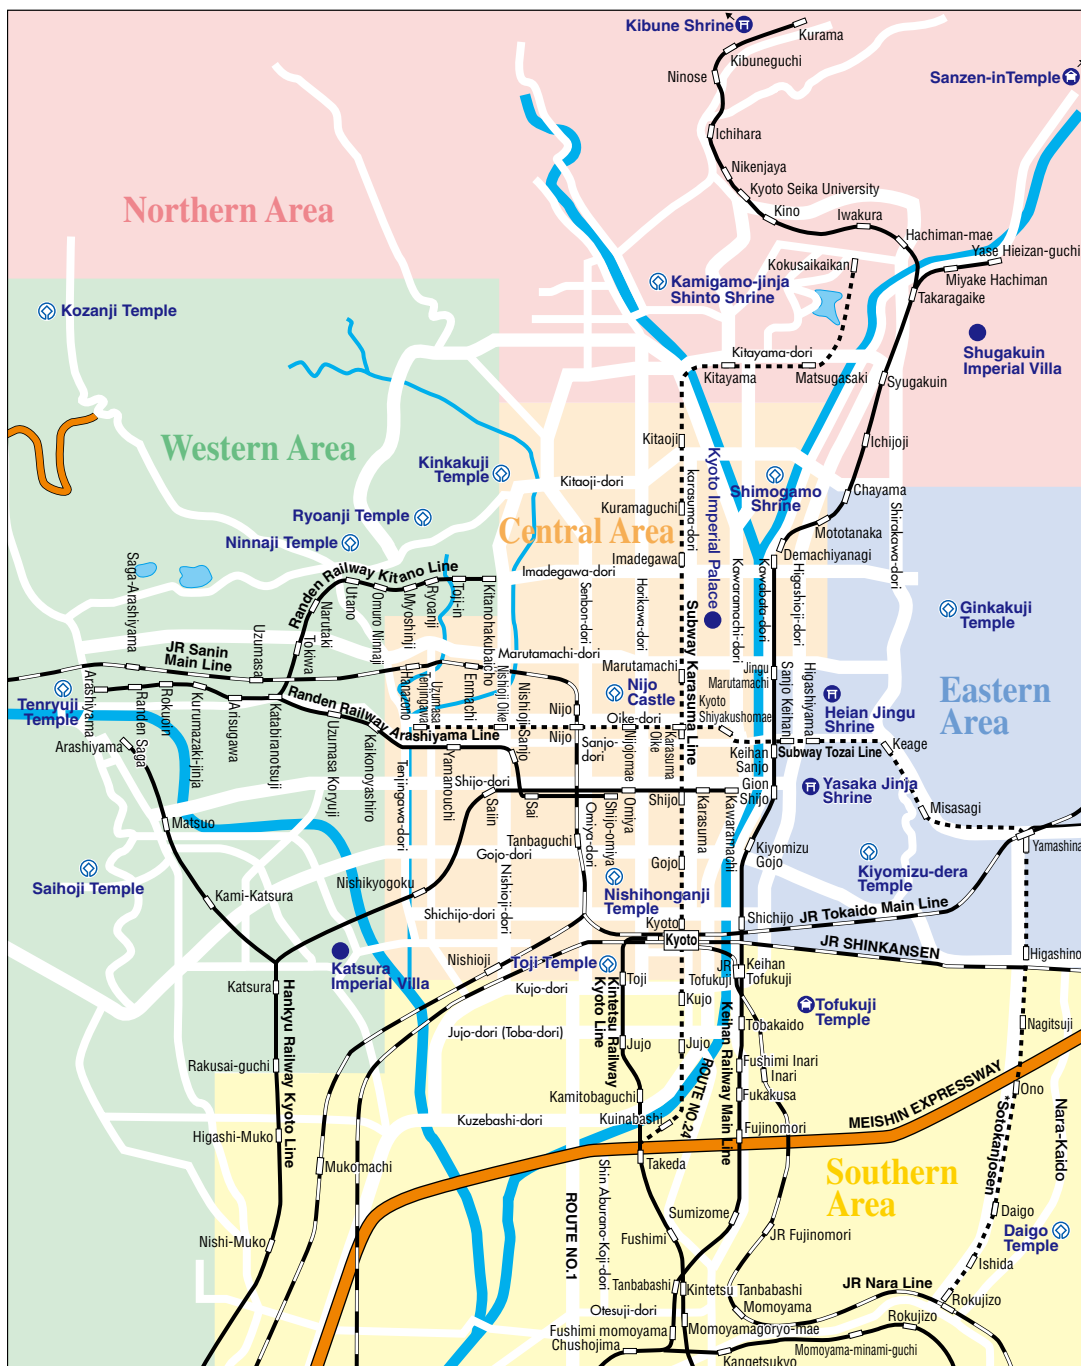 Kibune Shrine
Kurama
Kibuneguchi
Ninose
Sanzen-inTemple
Ichihara
Nikenjaya
Kyoto Seika University
Kino
Iwakura
Northern Area
Hachiman-mae
Yase Hieizan-guchi
Kokusaikaikan
Miyake Hachiman
Kamigamo-jinja
Shinto Shrine
Takaragaike
Kozanji Temple
Shugakuin
Imperial Villa
Kitayama-dori
Kitayama
Matsugasaki
Syugakuin
Western Area
Kitaoji
Ichijoji
Kinkakuji
Temple
Kitaoji-dori
karasuma-dori
Kyoto Imperial Palace
Shimogamo
Shrine
Chayama
Shirakawa-dori
Ryoanji Temple
Kuramaguchi
Central Area
Mototanaka
Ninnaji Temple
Imadegawa
Demachiyanagi
Saga-Arashiyama
Randen Railway Kitano Line
Imadegawa-dori
Utano
Omuro Ninnaji
Myoshinji
Ryoanji
Toji-in
Kitanohakubaicho
Senbon-dori
Horikawa-dori
Kawaramachi-dori
Kawabata-dori
Higashioji-dori
Ginkakuji
Temple
Narutaki
Tokiwa
Uzumasa
JR Sanin
Main Line
Marutamachi-dori
Marutamachi
Subway Karasuma Line
Jingu
Marutamachi
Sanjo Keihan
Higashiyama
Eastern
Area
Tenryuji
Temple
Arashiyama
Randen Saga
Rokuoin
Kurumazaki-jinja
Arisugawa
Katabiranotsuji
Hanazono
Uzumasa
Tenjingawa
Enmachi
Nishioji Oike
Nishioji-Sanjo
Nijo
Nijo
Castle
Kyoto
Shiyakushomae
Heian Jingu
Shrine
Randen Railway Arashiyama Line
Arashiyama
Uzumasa Koryuji
Kaikonoyashiro
Tenjingawa-dori
Yamanouchi
Nijo
Oike-dori
Sanjo-
dori
Nijojomae
Karasuma
Oike
Keihan
Sanjo
Subway Tozai Line
Keage
Shijo-dori
Saiin
Sai
Omiya-dori
Shijo-omiya
Omiya
Shijo
Karasuma
Kawaramachi
Gion
Shijo
Yasaka Jinja
Shrine
Misasagi
Matsuo
Tanbaguchi
Kiyomizu
Gojo
Yamashina
Gojo-dori
Gojo
Kiyomizu-dera
Temple
Saihoji Temple
Kami-Katsura
Nishikyogoku
Nishioji-dori
Nishihonganji
Temple
Shichijo-dori
Kyoto
Kyoto
Shichijo
JR Tokaido Main Line
JR SHINKANSEN
Higashino
Katsura
Imperial Villa
Nishioji
Toji Temple
JR
Tofukuji
Keihan
Tofukuji
Katsura
Kujo-dori
Toji
Kintetsu Railway
Kyoto Line
Kujo
Tofukuji
Temple
Hankyu Railway Kyoto Line
Jujo-dori (Toba-dori)
Jujo
Jujo
Keihan Railway Main Line
Tobakaido
Nagitsuji
Rakusai-guchi
ROUTE NO.24
Fushimi Inari
Inari
MEISHIN EXPRESSWAY
Kamitobaguchi
Fukakusa
Ono
Kuzebashi-dori
Kuinabashi
Nara-Kaido
*Sotokanjosen
Higashi-Muko
Fujinomori
Mukomachi
Takeda
Southern
Area
Shin Aburano-Koji-dori
ROUTE NO.1
Sumizome
Daigo
Nishi-Muko
Fushimi
JR Fujinomori
Daigo
Temple
Ishida
Tanbabashi
Kintetsu Tanbabashi
JR Nara Line
Otesuji-dori
Momoyama
Rokujizo
Fushimi momoyama
Momoyamagoryo-mae
Rokujizo
Chushojima
Momoyama-minami-guchi
Kangetsukyo